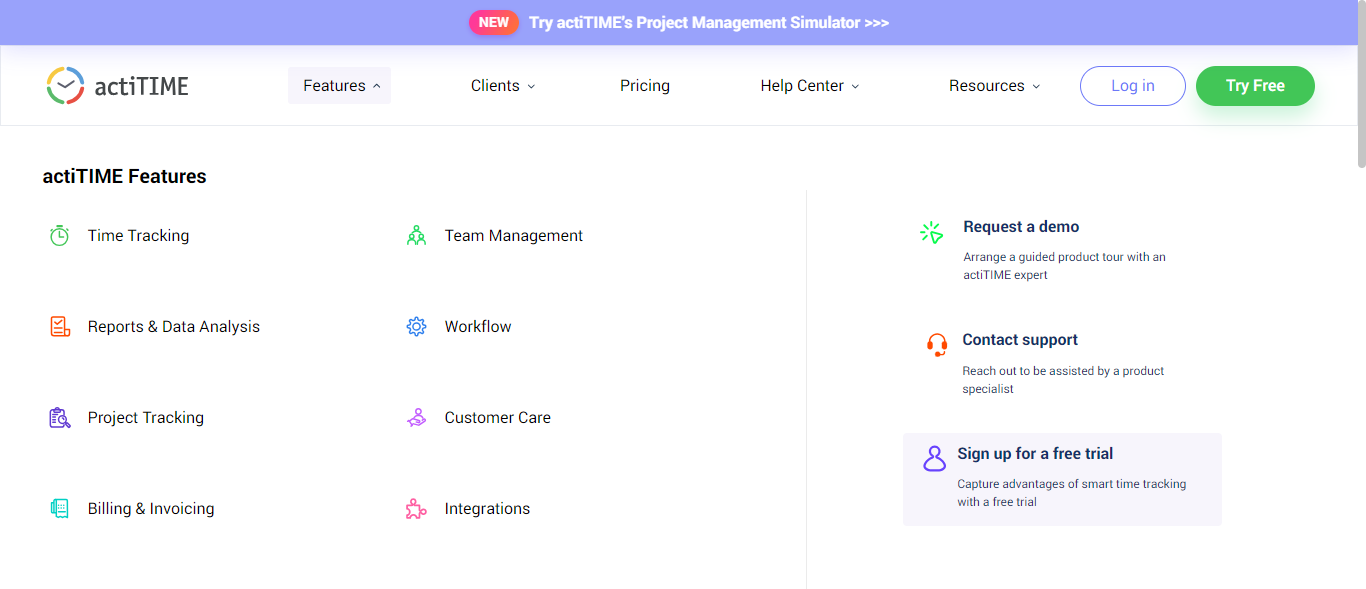 NEW Try actiTIME's Project Management Simulator >>>
actiTIME Features Clients Pricing Help Center Resources Log in Try Free
actiTIME Features
Time Tracking
Team Management
Reports & Data Analysis
Workflow
Project Tracking
Customer Care
Billing & Invoicing
Integrations
Request a demo
Arrange a guided product tour with an
actiTIME expert
Contact support
Reach out to be assisted by a product
specialist
Sign up for a free trial
Capture advantages of smart time tracking
with a free trial